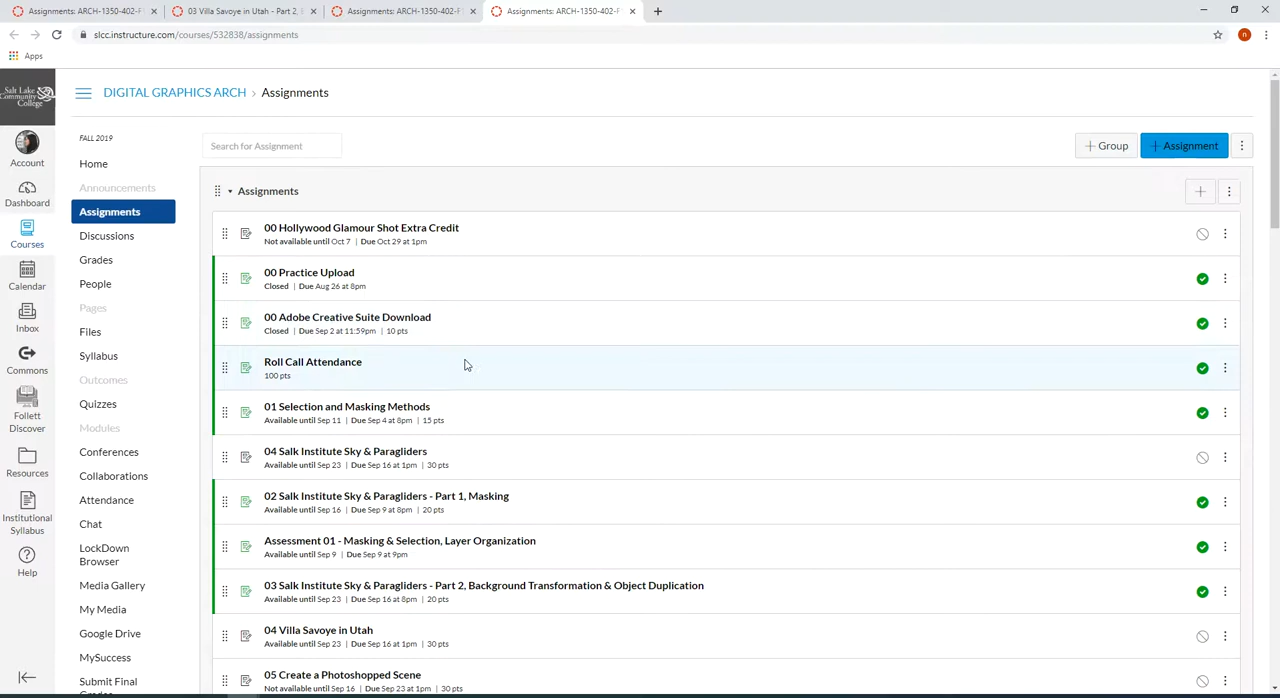 Assignments: ARCH-1350-402-F
03 Villa Savoye in Utah - Part 2,
Assignments: ARCH-1350-402-F
Assignments: ARCH-1350-402-F
slcc.instructure.com/courses/532838/assignments
n
Apps
Salt Lake
Community
College
DIGITAL GRAPHICS ARCH › Assignments
Account
Dashboard
Courses
Calendar
Inbox
Commons
Follett
Discover
Resources
Institutional
Syllabus
Help
FALL 2019
Home
Announcements
Assignments
Discussions
Grades
People
Pages
Files
Syllabus
Outcomes
Quizzes
Modules
Conferences
Collaborations
Attendance
Chat
LockDown
Browser
Media Gallery
My Media
Google Drive
MySuccess
Submit Final
Grades
Search for Assignment
+ Group
+ Assignment
Assignments
00 Hollywood Glamour Shot Extra Credit
Not available until Oct 7 | Due Oct 29 at 1pm
00 Practice Upload
Closed | Due Aug 26 at 8pm
00 Adobe Creative Suite Download
Closed | Due Sep 2 at 11:59pm | 10 pts
Roll Call Attendance
100 pts
01 Selection and Masking Methods
Available until Sep 11 | Due Sep 4 at 8pm | 15 pts
04 Salk Institute Sky & Paragliders
Available until Sep 23 | Due Sep 16 at 1pm | 30 pts
02 Salk Institute Sky & Paragliders - Part 1, Masking
Available until Sep 16 | Due Sep 9 at 8pm | 20 pts
Assessment 01 - Masking & Selection, Layer Organization
Available until Sep 9 | Due Sep 9 at 9pm
03 Salk Institute Sky & Paragliders - Part 2, Background Transformation & Object Duplication
Available until Sep 23 | Due Sep 16 at 8pm | 20 pts
04 Villa Savoye in Utah
Available until Sep 23 | Due Sep 16 at 1pm | 30 pts
05 Create a Photoshopped Scene
Not available until Sep 16 | Due Sep 23 at 1pm | 30 pts